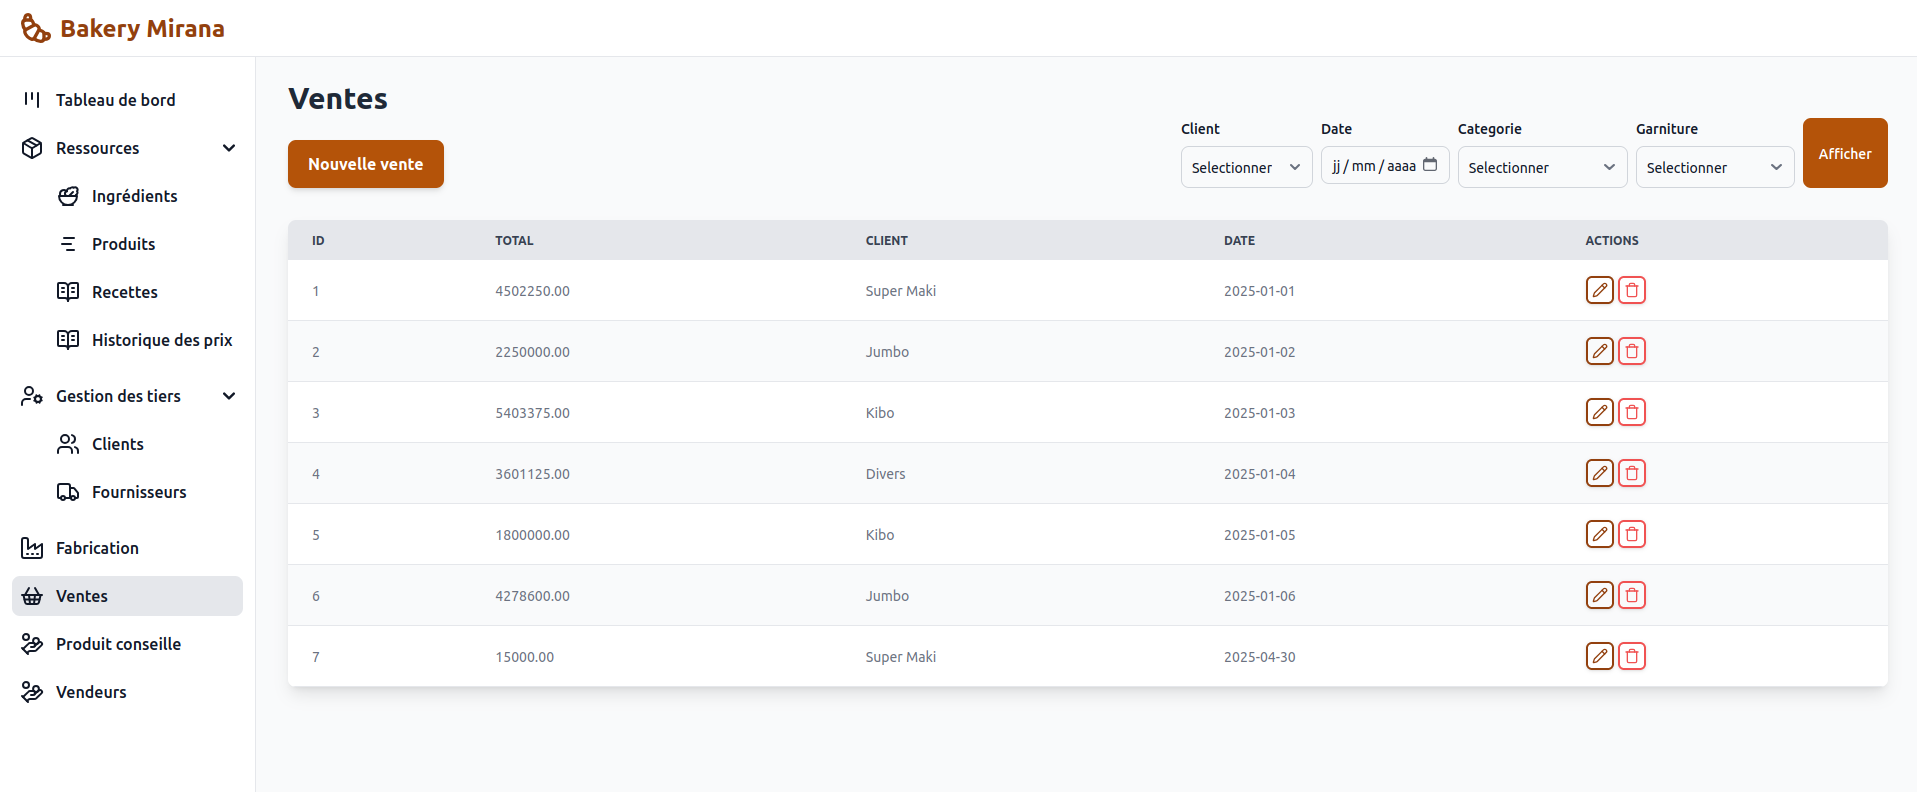 Bakery Mirana
Tableau de bord
Ressources
Ingrédients
Produits
Recettes
Historique des prix
Gestion des tiers
Clients
Fournisseurs
Fabrication
Ventes
Produit conseille
Vendeurs
Ventes
Nouvelle vente
Client Date Categorie Garniture
Selectionner jj/mm/aaaa Selectionner Selectionner Afficher
ID TOTAL CLIENT DATE ACTIONS
1 4502250.00 Super Maki 2025-01-01
2 2250000.00 Jumbo 2025-01-02
3 5403375.00 Kibo 2025-01-03
4 3601125.00 Divers 2025-01-04
5 1800000.00 Kibo 2025-01-05
6 4278600.00 Jumbo 2025-01-06
7 15000.00 Super Maki 2025-04-30